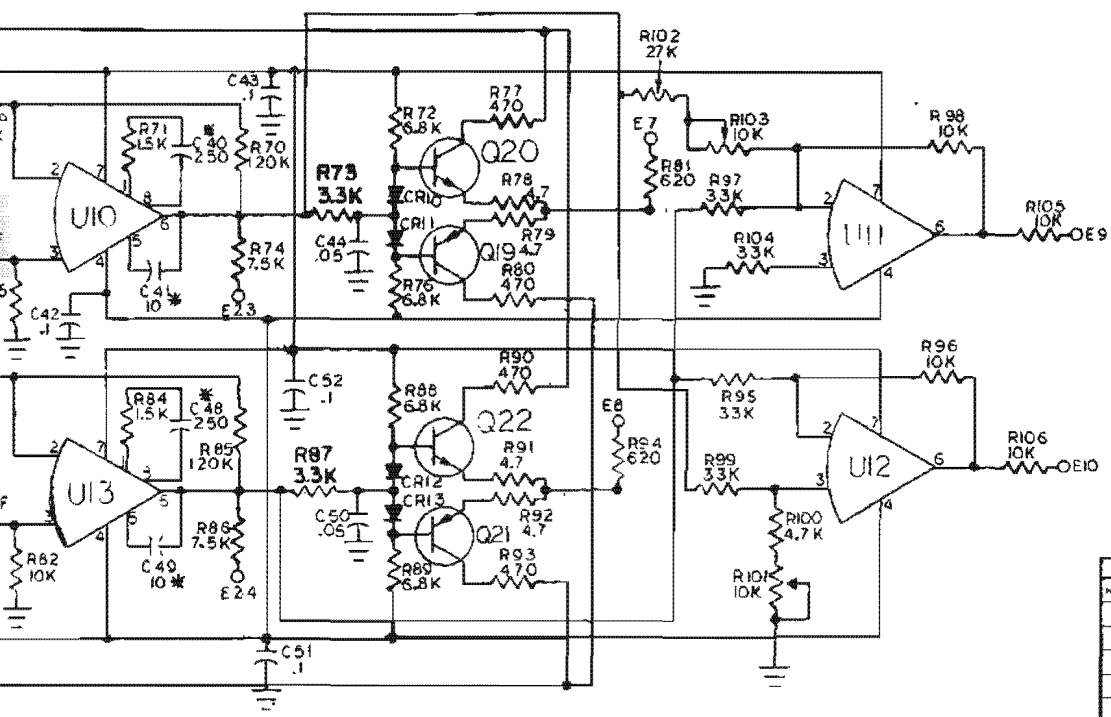 R102
27K
C43
.1
R77
470
R72
6.8K
E7
R103
10K
R98
10K
R71
1.5K
*
C40
250
R70
120K
Q20
R81
620
2
7
R73
3.3K
R78
4.7
R97
33K
2
7
1
8
CR10
U10
6
CR11
U11
6
R105
10K
E9
5
C44
.05
R79
4.7
R104
33K
3
4
R74
7.5K
Q19
3
4
R80
470
C41
10*
R76
6.8K
C42
.1
E23
R90
470
R96
10K
C52
.1
R84
1.5K
*
C48
250
R88
6.8K
E8
R95
33K
R85
120K
Q22
2
7
R87
3.3K
R91
4.7
R94
620
2
7
R106
10K
1
8
CR12
R99
33K
U12
6
E10
U13
6
CR13
3
F
3
5
C50
.05
R92
4.7
4
4
R86
7.5K
Q21
R100
4.7K
R82
10K
C49
10*
R93
470
R89
6.8K
R101
10K
E24
C51
.1